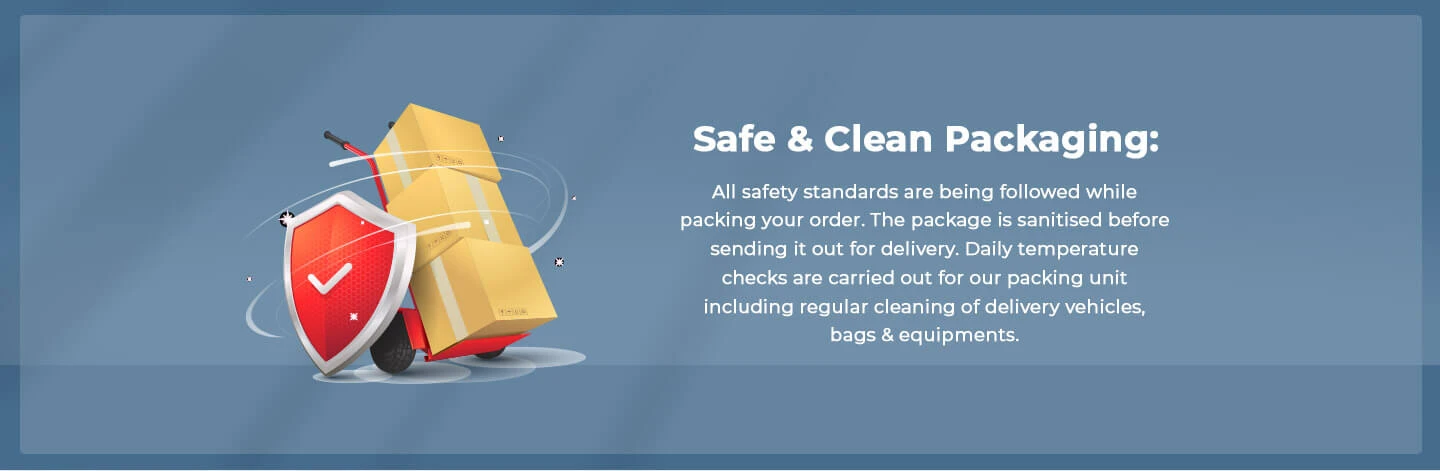 Safe & Clean Packaging:
All safety standards are being followed while
packing your order. The package is sanitised before
sending it out for delivery. Daily temperature
checks are carried out for our packing unit
including regular cleaning of delivery vehicles,
bags & equipments.